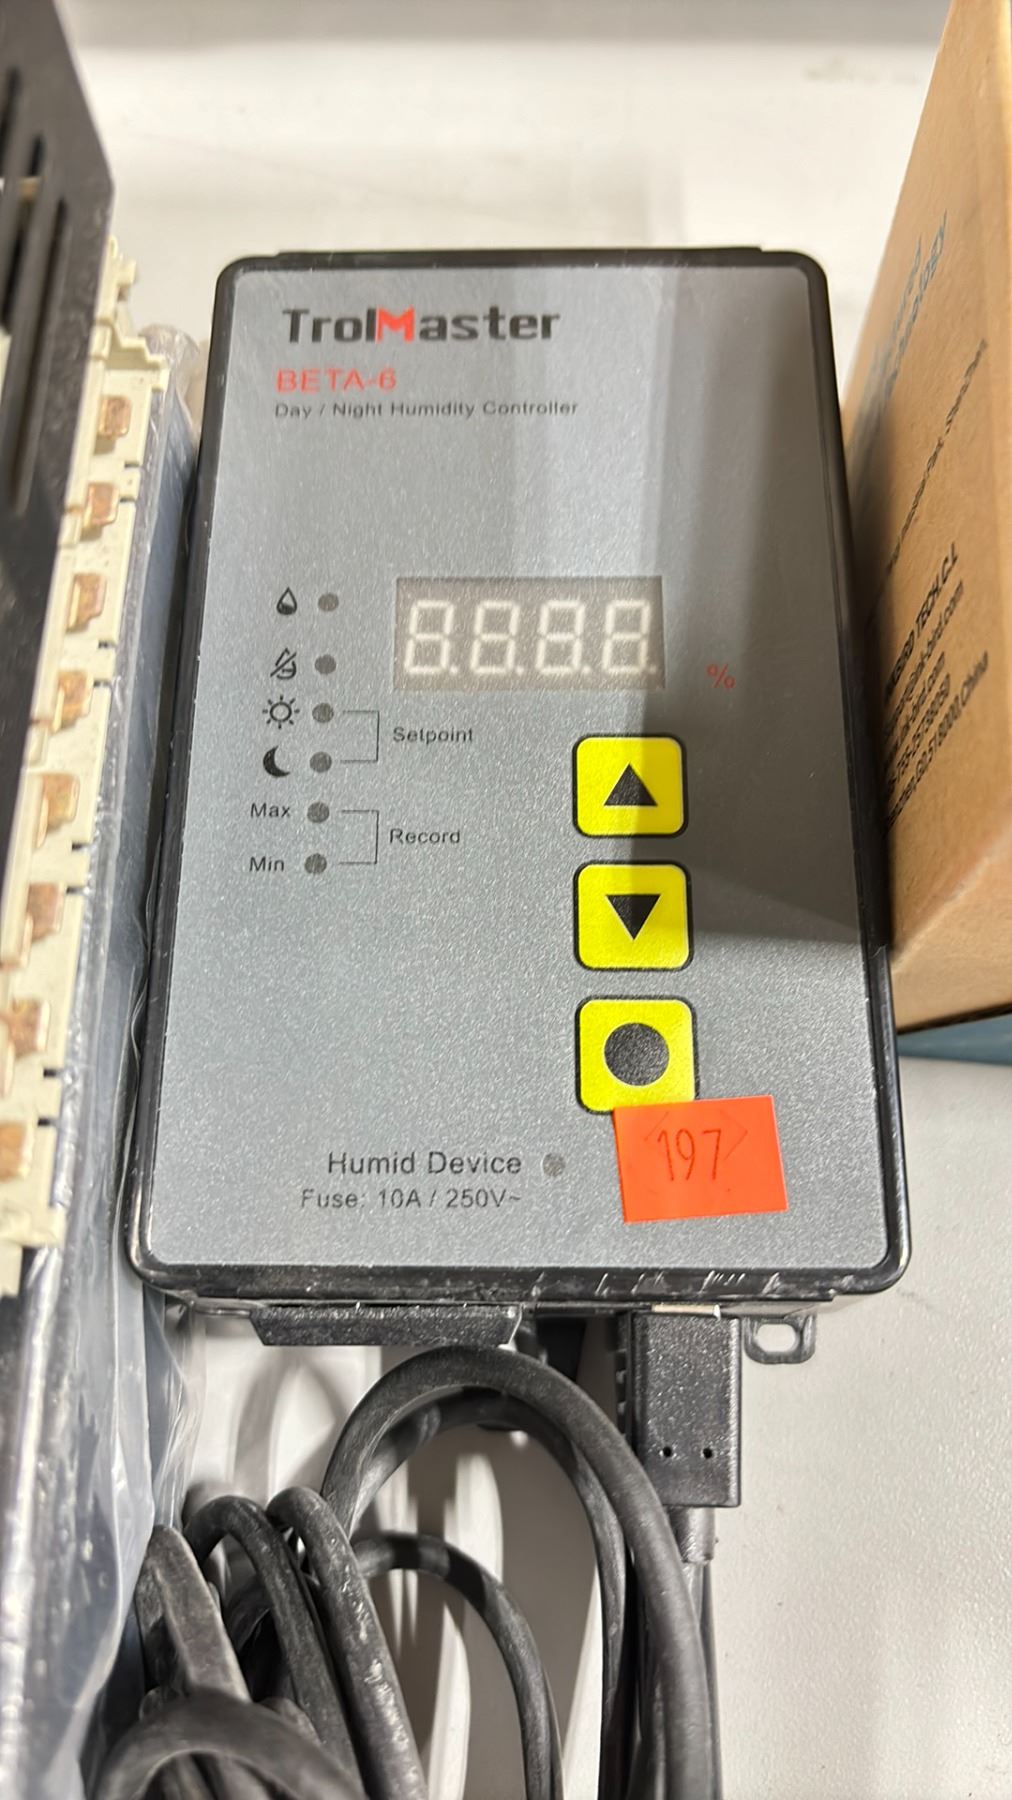 TrolMaster
BETA-6
Day / Night Humidity Controller
8.8.8.8.
%
Setpoint
Max
Record
Min
197
Humid Device
Fuse: 10A / 250V~
TECH.C.L